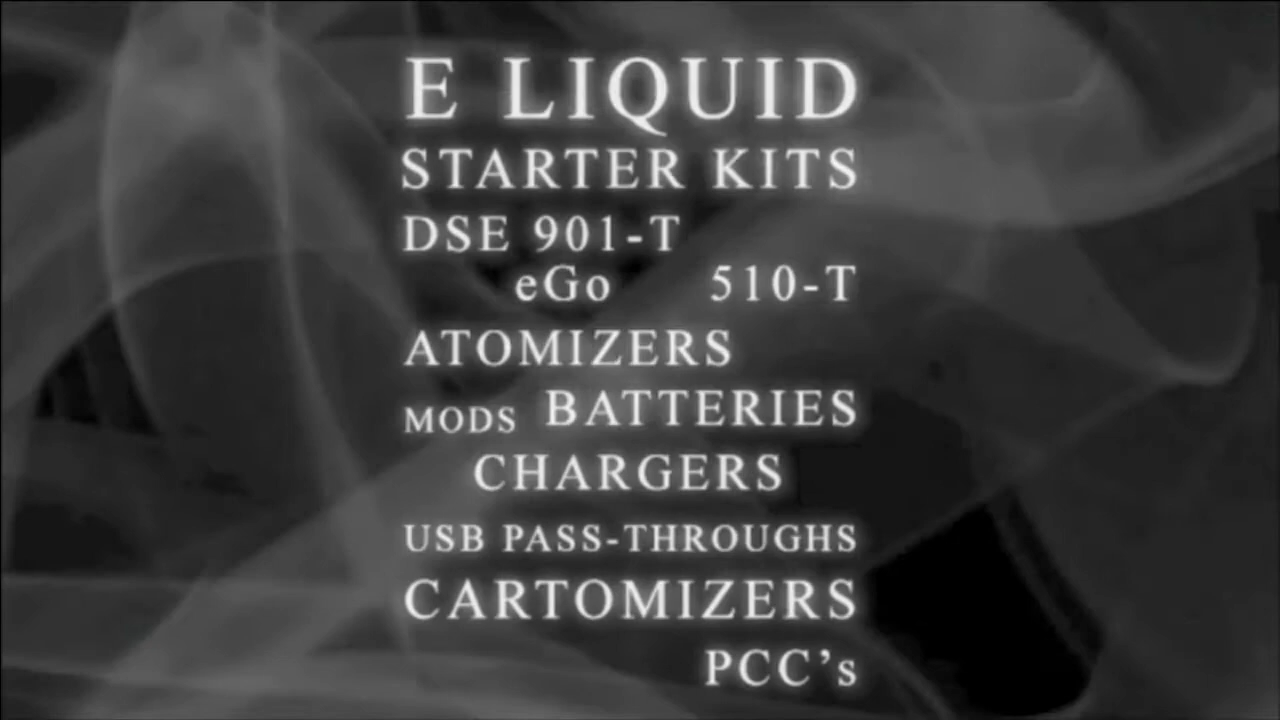 E LIQUID
STARTER KITS
DSE 901-T
eGo 510-T
ATOMIZERS
MODS BATTERIES
CHARGERS
USB PASS-THROUGHS
CARTOMIZERS
PCC's